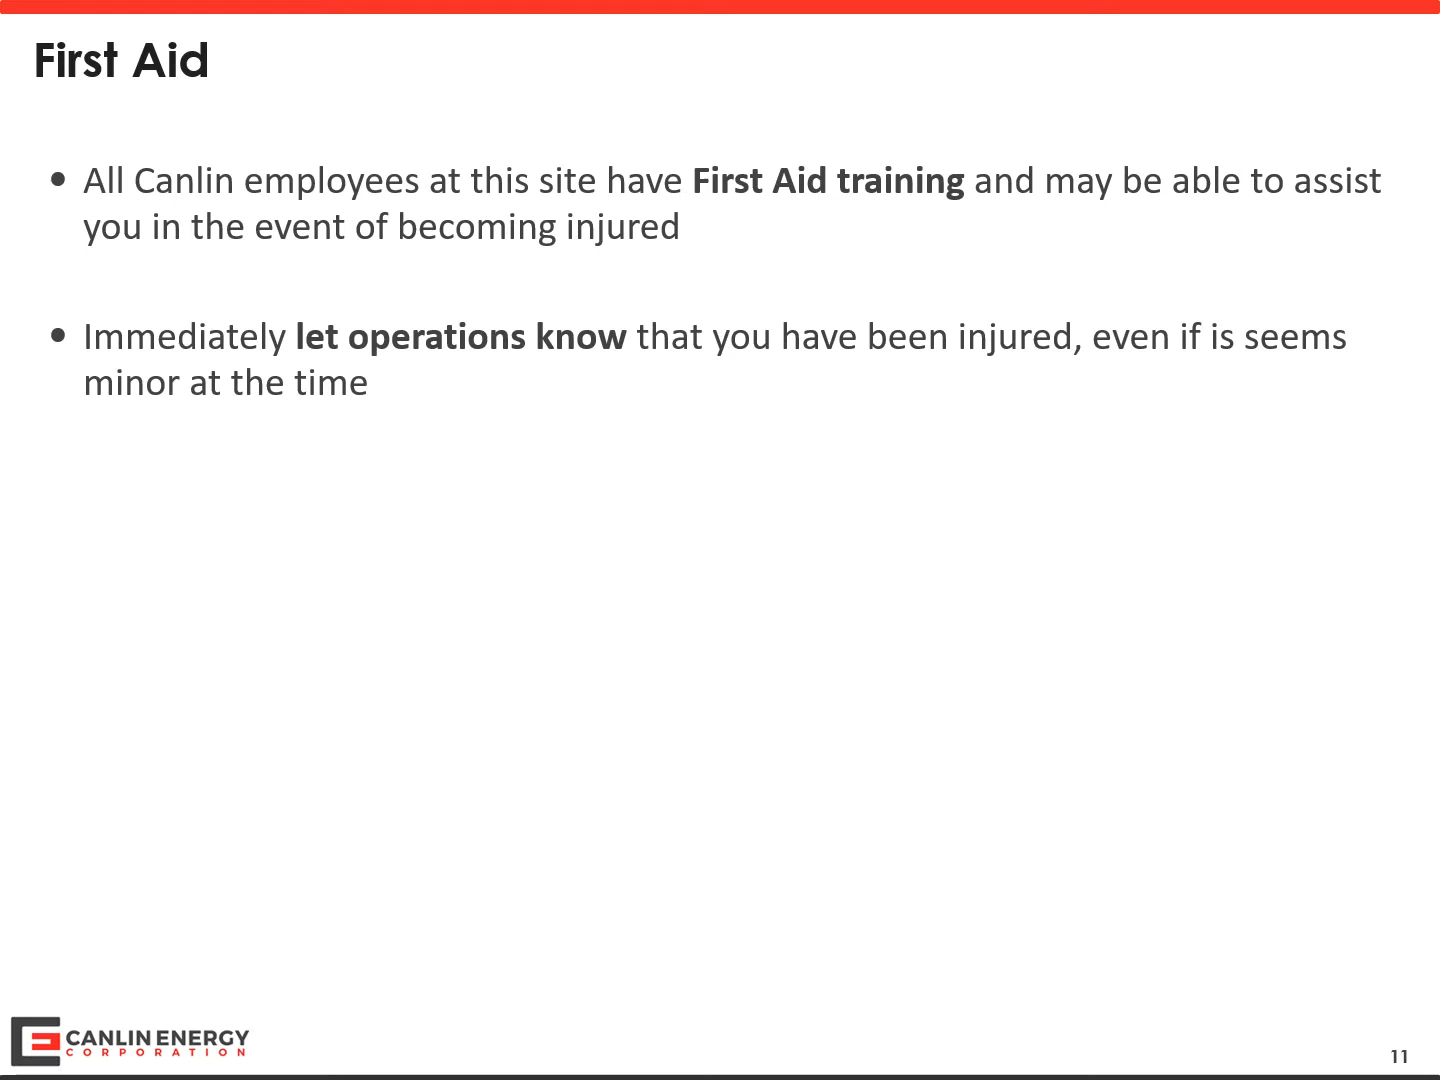 First Aid
• All Canlin employees at this site have First Aid training and may be able to assist
you in the event of becoming injured
• Immediately let operations know that you have been injured, even if is seems
minor at the time
CANLIN ENERGY
CORPORATION
11